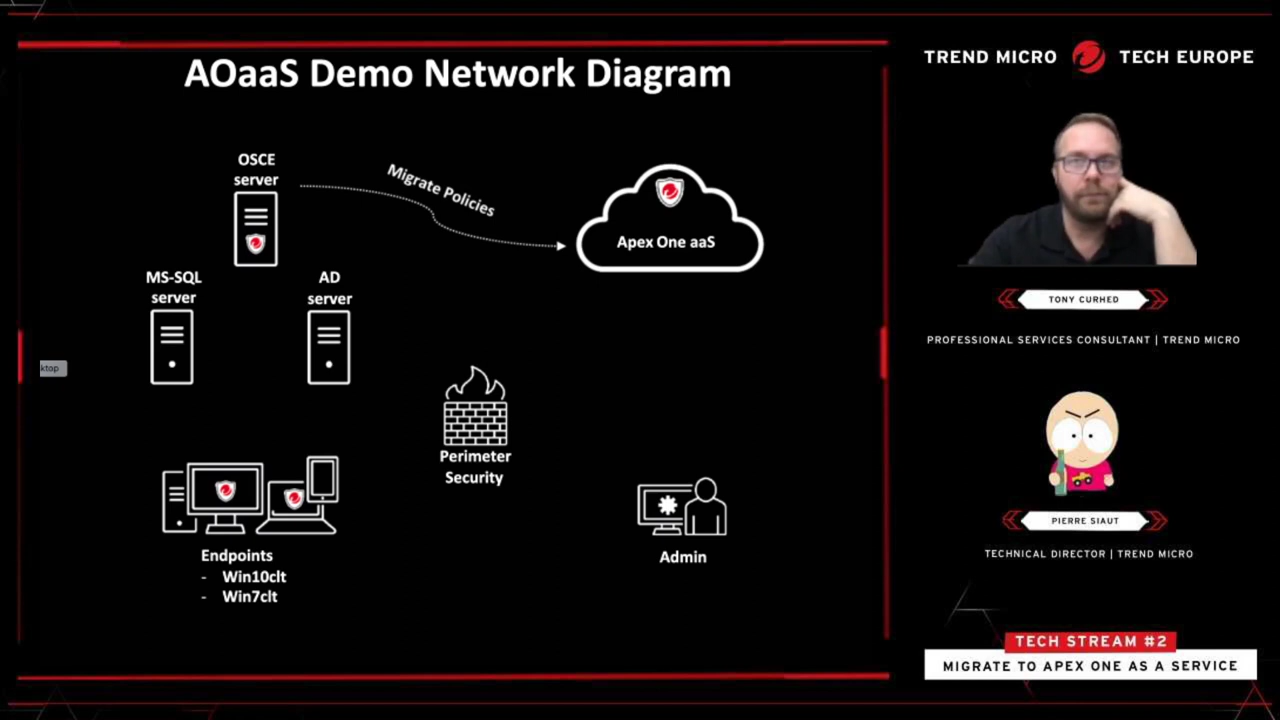 AOaaS Demo Network Diagram
OSCE
server
Migrate Policies
Apex One aaS
MS-SQL
server
AD
server
ktop
Perimeter
Security
Endpoints
- Win10clt
- Win7clt
Admin
TREND MICRO TECH EUROPE
TONY CURHED
PROFESSIONAL SERVICES CONSULTANT | TREND MICRO
PIERRE SIAUT
TECHNICAL DIRECTOR | TREND MICRO
TECH STREAM #2
MIGRATE TO APEX ONE AS A SERVICE